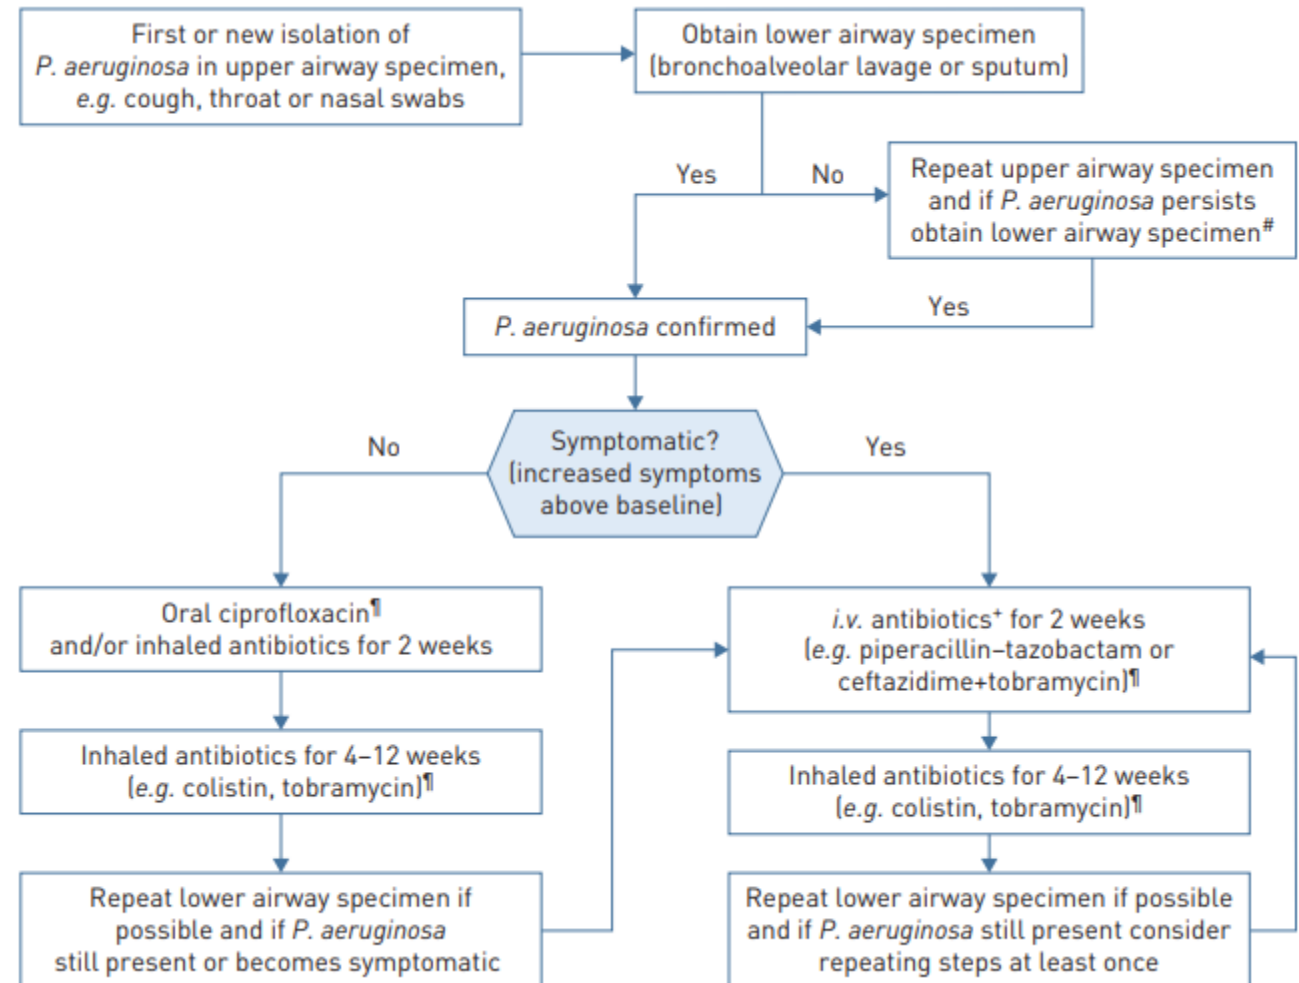 First or new isolation of
P. aeruginosa in upper airway specimen,
e.g. cough, throat or nasal swabs
Obtain lower airway specimen
(bronchoalveolar lavage or sputum)
Yes
No
Repeat upper airway specimen
and if P. aeruginosa persists
obtain lower airway specimen#
P. aeruginosa confirmed
Yes
Symptomatic?
(increased symptoms
above baseline)
No
Yes
Oral ciprofloxacin¶
and/or inhaled antibiotics for 2 weeks
i.v. antibiotics+ for 2 weeks
(e.g. piperacillin–tazobactam or
ceftazidime+tobramycin)¶
Inhaled antibiotics for 4–12 weeks
(e.g. colistin, tobramycin)¶
Inhaled antibiotics for 4–12 weeks
(e.g. colistin, tobramycin)¶
Repeat lower airway specimen if
possible and if P. aeruginosa
still present or becomes symptomatic
Repeat lower airway specimen if possible
and if P. aeruginosa still present consider
repeating steps at least once